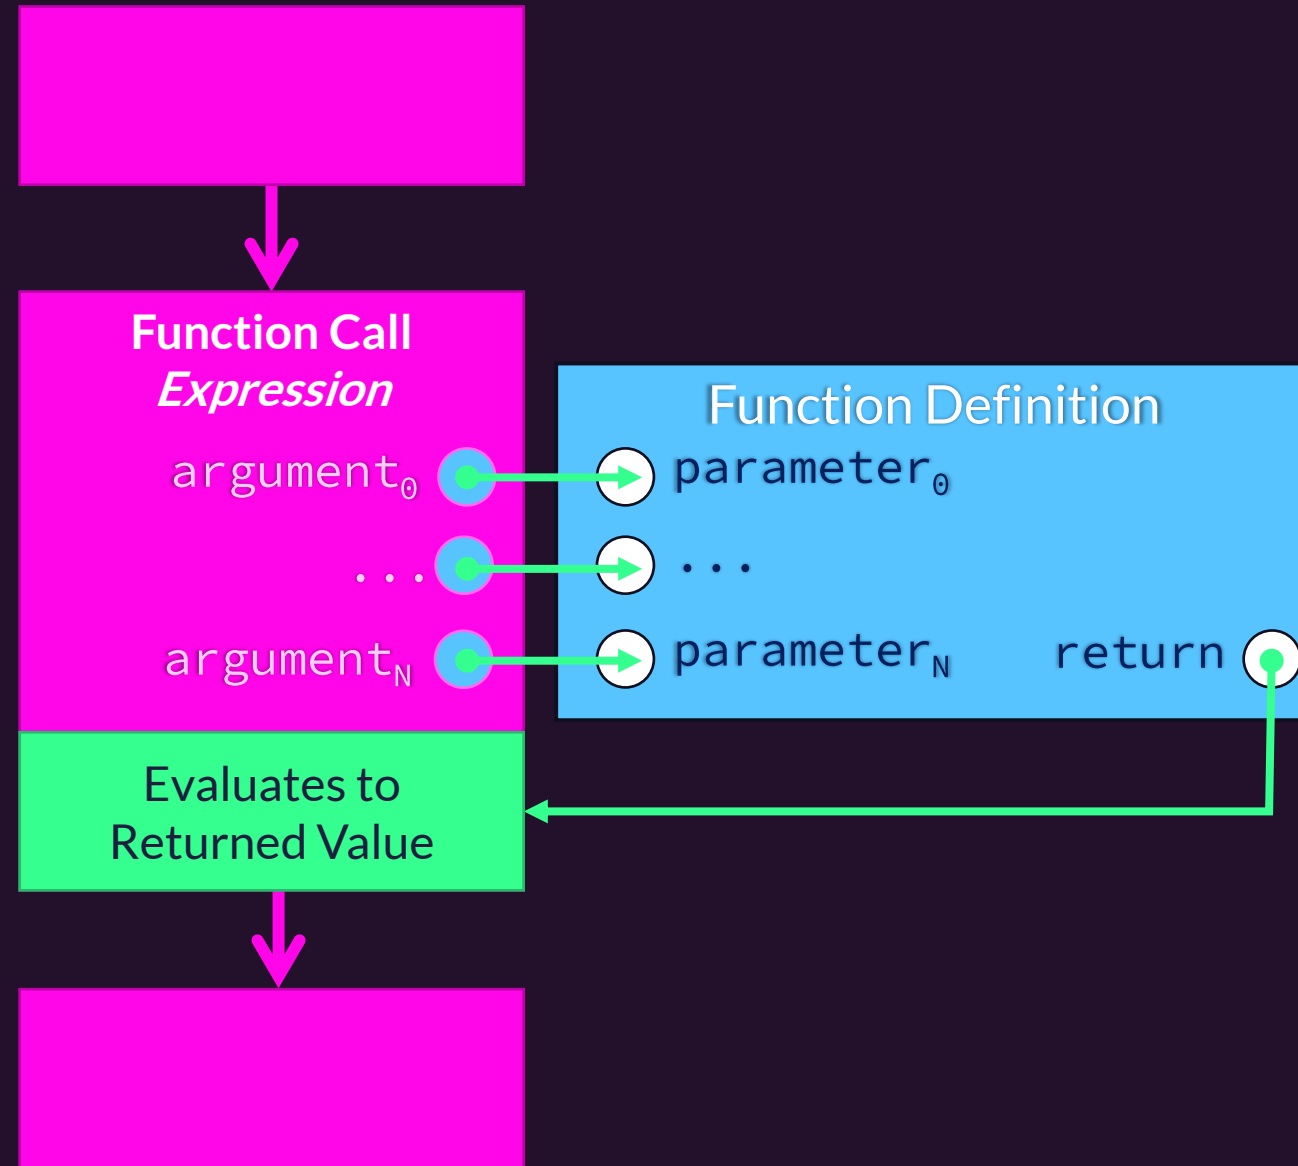 Function Call
Expression
argument₀
...
argumentN
Evaluates to
Returned Value
Function Definition
parameter₀
...
parameterN
return